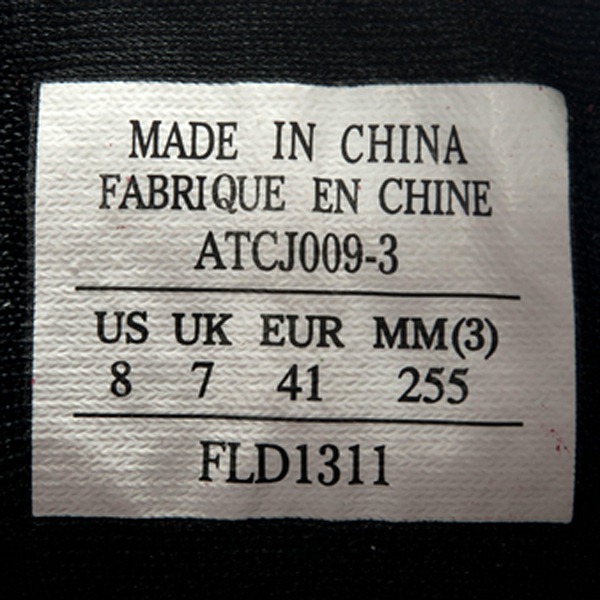 MADE IN CHINA
FABRIQUE EN CHINE
ATCJ009-3
US UK EUR MM(3)
8 7 41 255
FLD1311